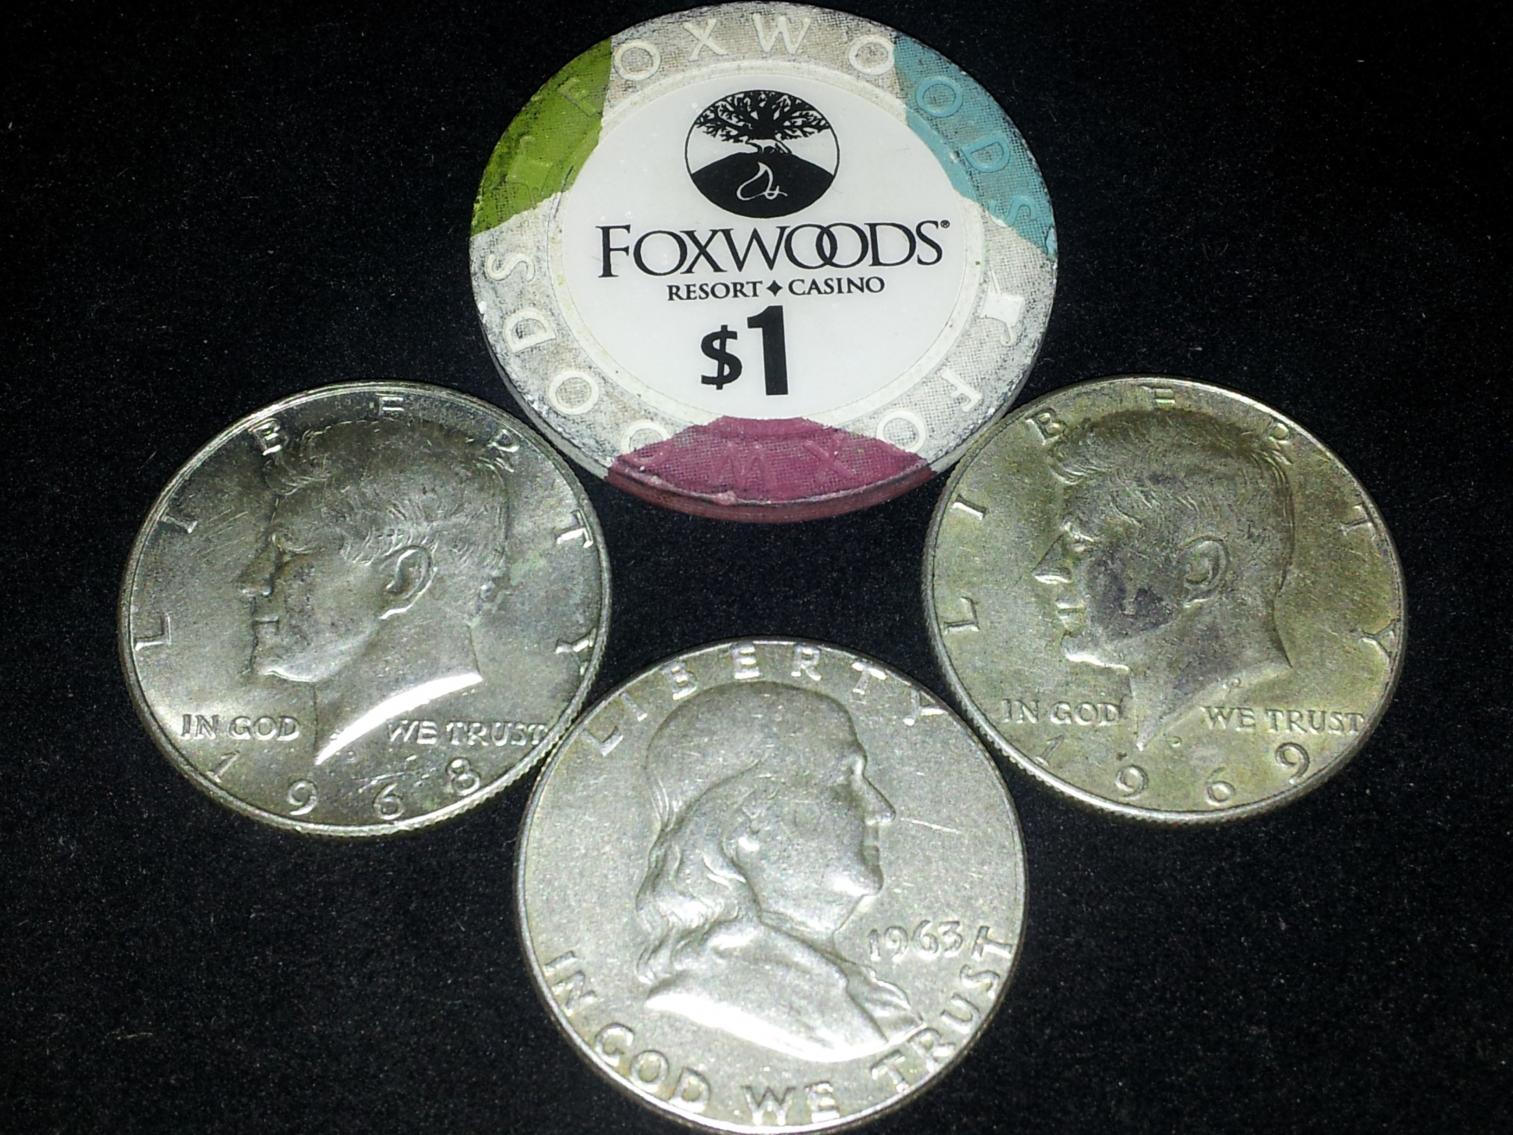 FOXWOODS
FOXWOODS
FOXWOODS®
RESORT♦CASINO
$1
LIBERTY
IN GOD WE TRUST
1968
LIBERTY
IN GOD WE TRUST
1969
LIBERTY
1963
IN GOD WE TRUST